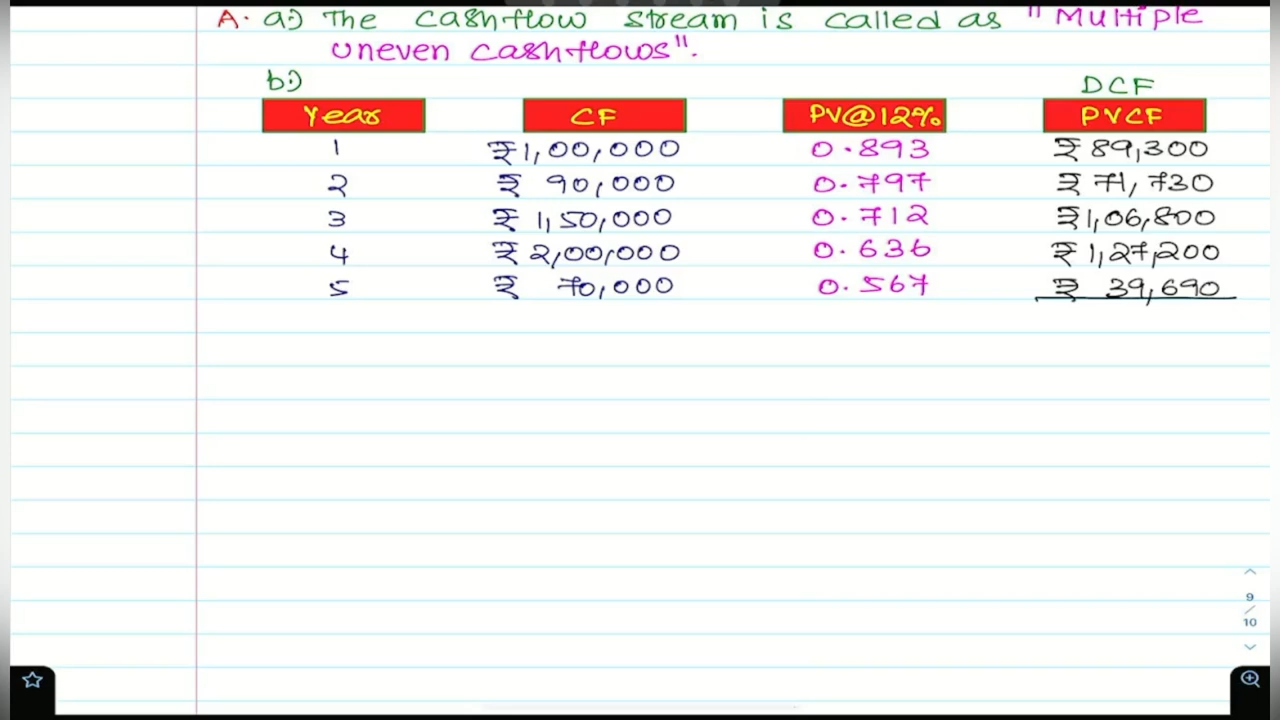 A. a.) The cashflow stream is called as "Multiple
uneven cashflows".
b.) DCF
Year CF PV@12% PVCF
1 ₹1,00,000 0.893 ₹89,300
2 ₹ 90,000 0.797 ₹71,730
3 ₹ 1,50,000 0.712 ₹1,06,800
4 ₹ 2,00,000 0.636 ₹1,27,200
5 ₹ 70,000 0.567 ₹ 39,690
9
/
10